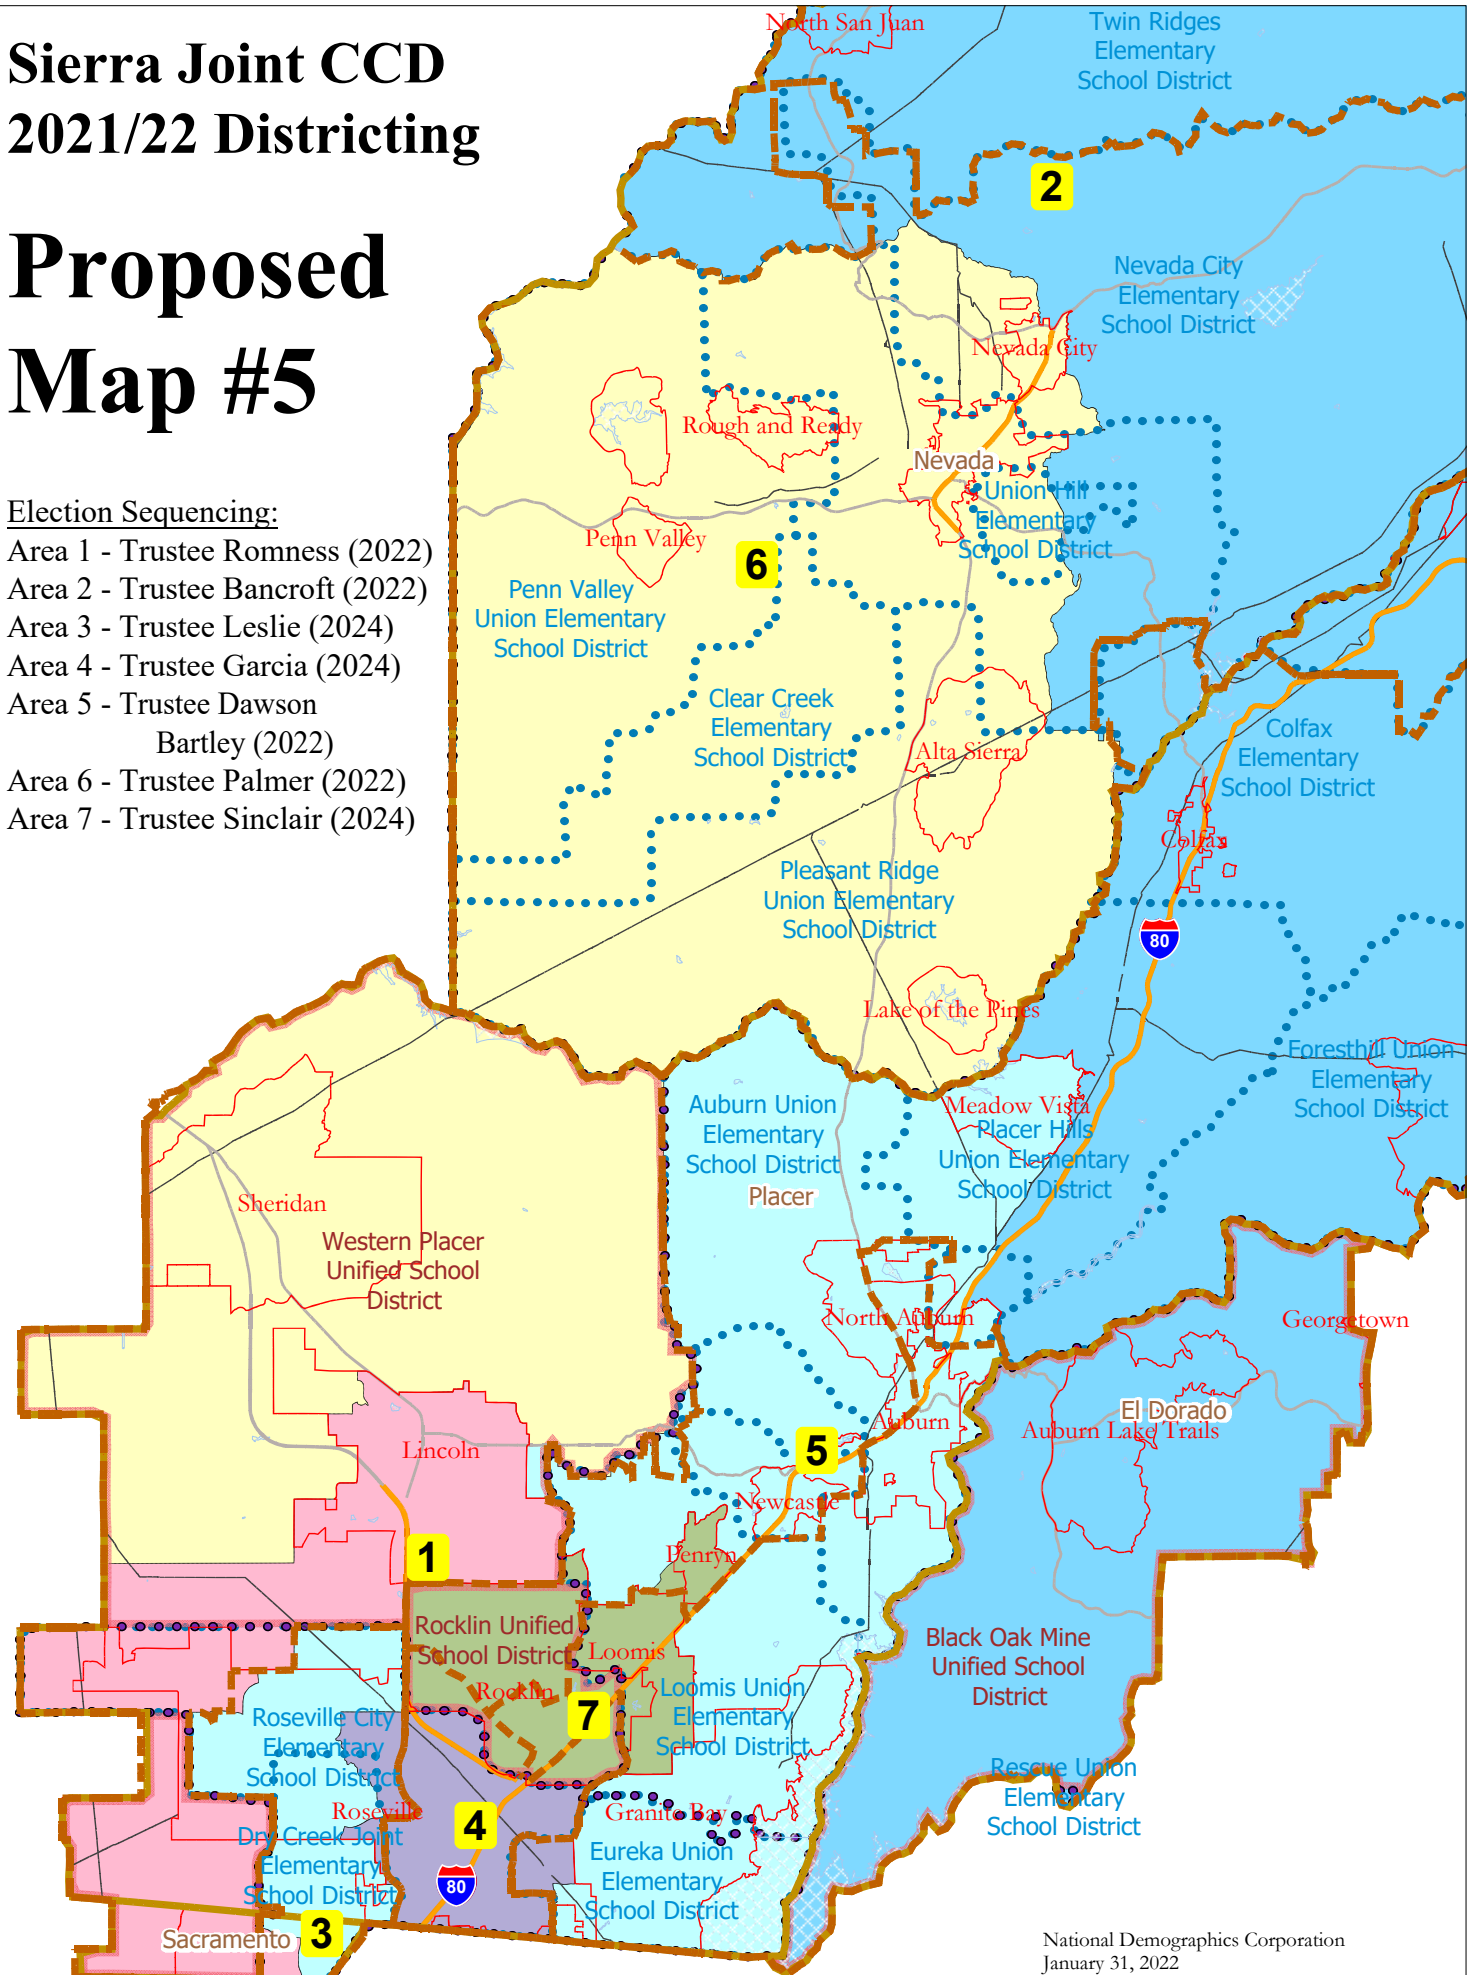 Sierra Joint CCD
2021/22 Districting
Proposed
Map #5
Election Sequencing:
Area 1 - Trustee Romness (2022)
Area 2 - Trustee Bancroft (2022)
Area 3 - Trustee Leslie (2024)
Area 4 - Trustee Garcia (2024)
Area 5 - Trustee Dawson
Bartley (2022)
Area 6 - Trustee Palmer (2022)
Area 7 - Trustee Sinclair (2024)
North San Juan
Twin Ridges
Elementary
School District
2
Nevada City
Elementary
School District
Nevada City
Rough and Ready
Nevada
Union Hill
Elementary
School District
Penn Valley
6
Penn Valley
Union Elementary
School District
Clear Creek
Elementary
School District
Alta Sierra
Colfax
Elementary
School District
Colfax
Pleasant Ridge
Union Elementary
School District
80
Lake of the Pines
Foresthill Union
Elementary
School District
Auburn Union
Elementary
School District
Placer
Meadow Vista
Placer Hills
Union Elementary
School District
Sheridan
Western Placer
Unified School
District
North Auburn
Georgetown
El Dorado
Auburn Lake Trails
Auburn
5
Lincoln
Newcastle
1
Penryn
Rocklin Unified
School District
Loomis
Rocklin
7
Loomis Union
Elementary
School District
Black Oak Mine
Unified School
District
Roseville City
Elementary
School District
Roseville
4
Granite Bay
Rescue Union
Elementary
School District
Dry Creek Joint
Elementary
School District
80
Eureka Union
Elementary
School District
Sacramento
3
National Demographics Corporation
January 31, 2022